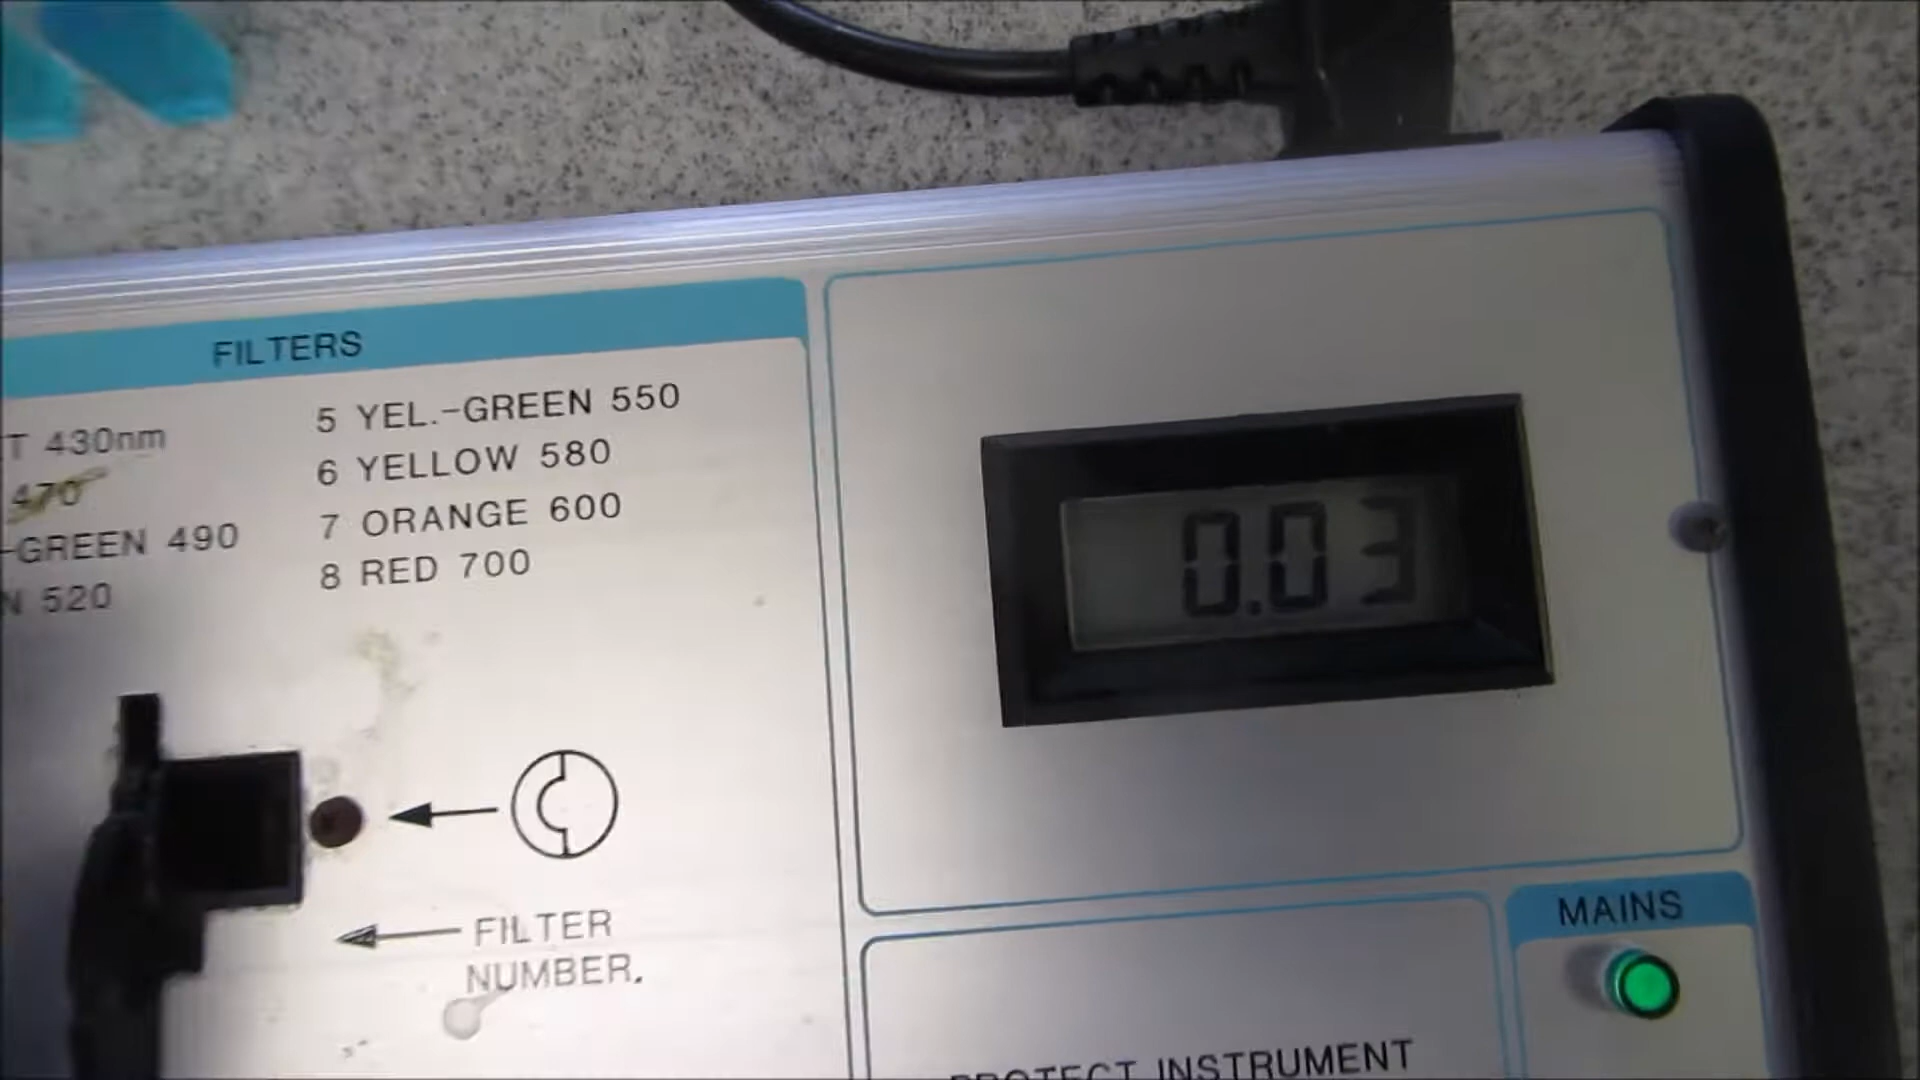 FILTERS
T 430nm
470
-GREEN 490
N 520
5 YEL.-GREEN 550
6 YELLOW 580
7 ORANGE 600
8 RED 700
0.03
FILTER
NUMBER.
MAINS
PROTECT INSTRUMENT